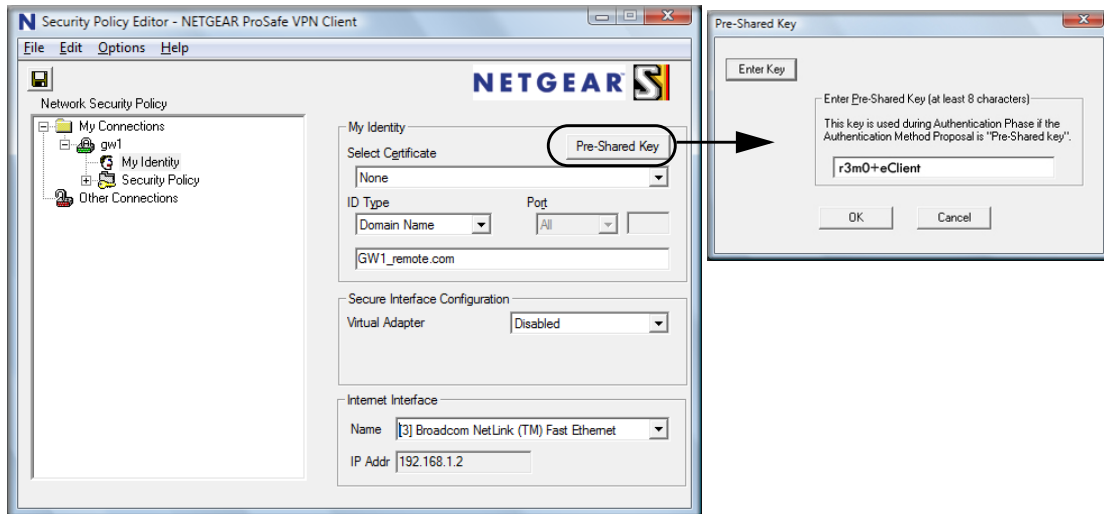 Security Policy Editor - NETGEAR ProSafe VPN Client
File Edit Options Help
NETGEAR
Network Security Policy
My Connections
gw1
My Identity
Security Policy
Other Connections
My Identity
Select Certificate
Pre-Shared Key
None
ID Type
Port
Domain Name
All
GW1_remote.com
Secure Interface Configuration
Virtual Adapter
Disabled
Internet Interface
Name
[3] Broadcom NetLink (TM) Fast Ethernet
IP Addr
192.168.1.2
Pre-Shared Key
Enter Key
Enter Pre-Shared Key (at least 8 characters)
This key is used during Authentication Phase if the
Authentication Method Proposal is "Pre-Shared key".
r3m0+eClient
OK
Cancel